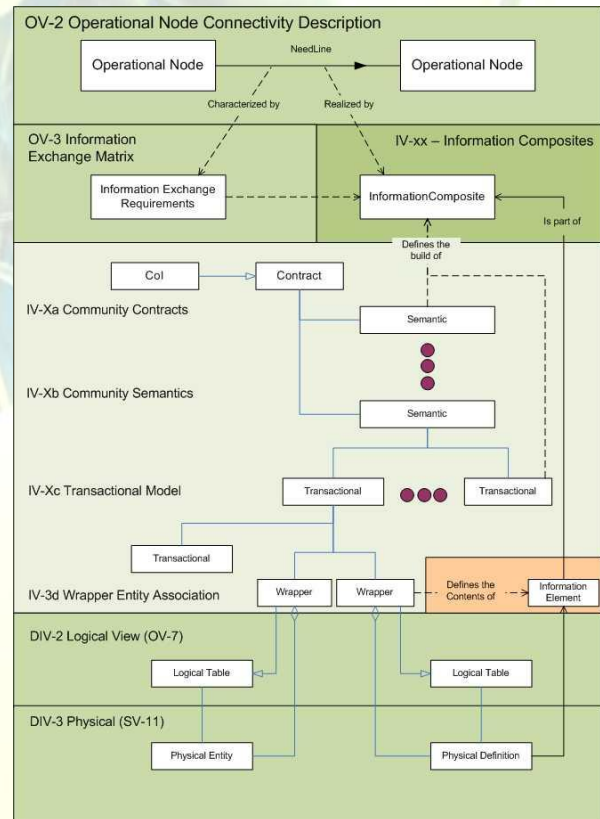 OV-2 Operational Node Connectivity Description
NeedLine
Operational Node
Operational Node
Characterized by
Realized by
OV-3 Information
Exchange Matrix
IV-xx – Information Composites
Information Exchange
Requirements
InformationComposite
Is part of
Defines the
build of
CoI
Contract
IV-Xa Community Contracts
Semantic
IV-Xb Community Semantics
Semantic
IV-Xc Transactional Model
Transactional
Transactional
Transactional
IV-3d Wrapper Entity Association
Wrapper
Wrapper
Defines the
Contents of
Information
Element
DIV-2 Logical View (OV-7)
Logical Table
Logical Table
DIV-3 Physical (SV-11)
Physical Entity
Physical Definition